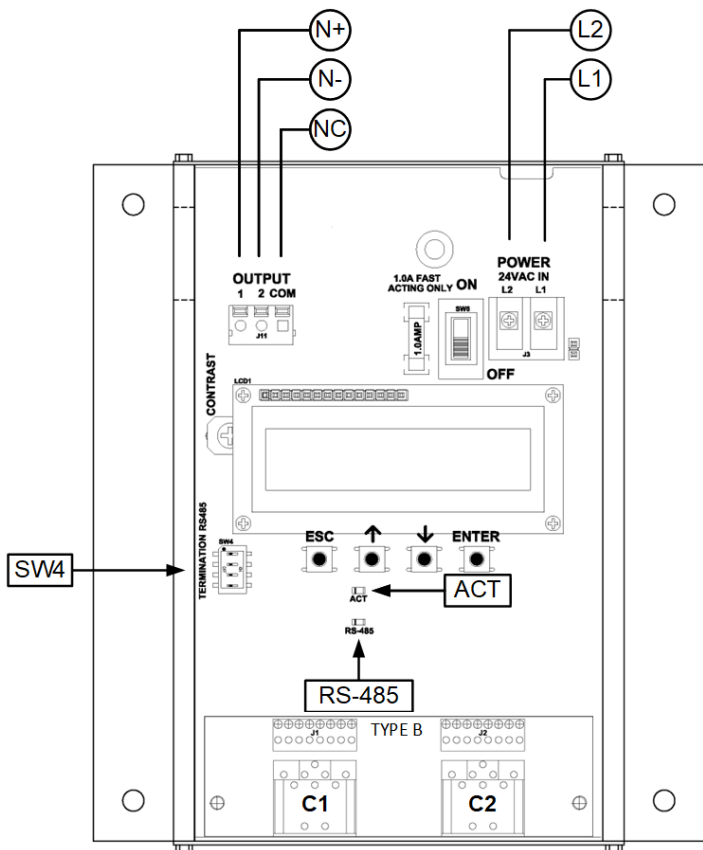 N+
L2
N-
L1
NC
OUTPUT
1 2 COM
J11
1.0A FAST
ACTING ONLY
ON
SW6
OFF
1.0AMP
POWER
24VAC IN
L2 L1
J3
CONTRAST
LCD1
TERMINATION RS485
SW4
SW4
ESC ↑ ↓ ENTER
ACT
ACT
RS-485
RS-485
TYPE B
J1
J2
C1
C2